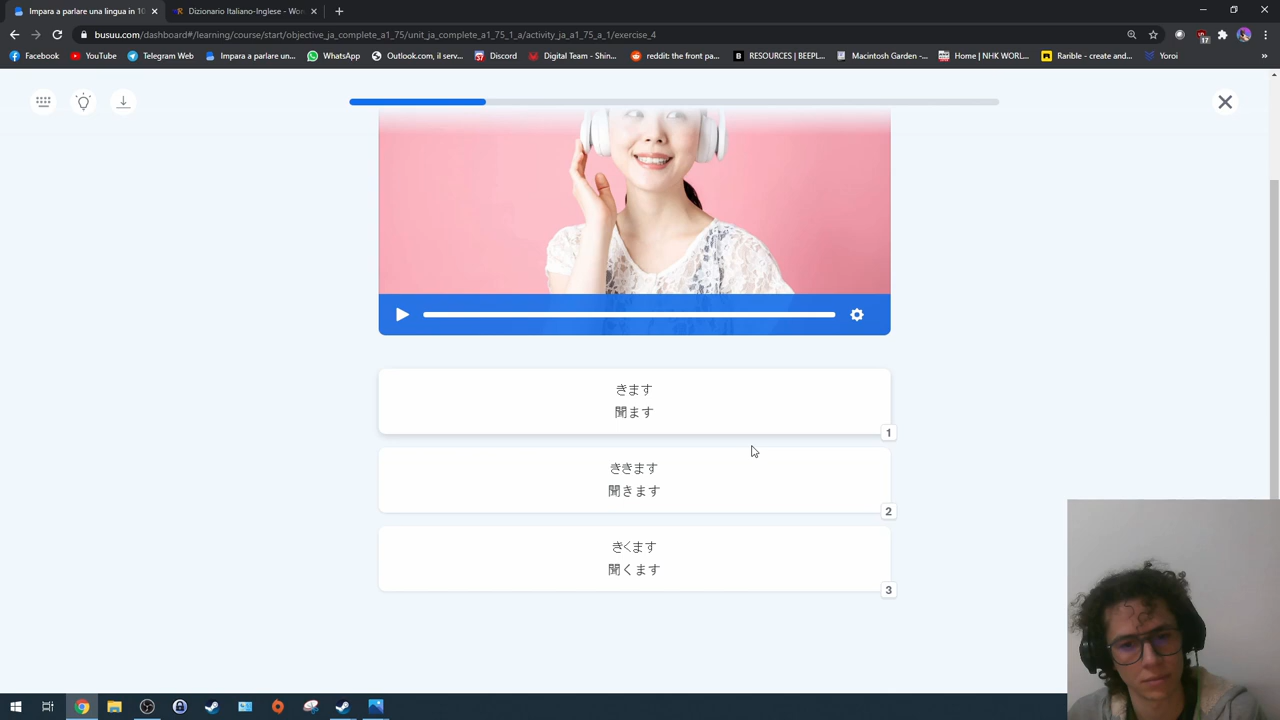 Impara a parlare una lingua in 10
Dizionario Italiano-Inglese - Wor
busuu.com/dashboard#/learning/course/start/objective_ja_complete_a1_75/unit_ja_complete_a1_75_1_a/activity_ja_a1_75_a_1/exercise_4
17
Facebook
YouTube
Telegram Web
Impara a parlare un...
WhatsApp
Outlook.com, il serv...
Discord
Digital Team - Shin...
RESOURCES | BEEPL...
Macintosh Garden -...
reddit: the front pa...
Home | NHK WORL...
Rarible - create and...
Yoroi
»
きます
聞ます
1
ききます
聞きます
2
きくます
聞くます
3